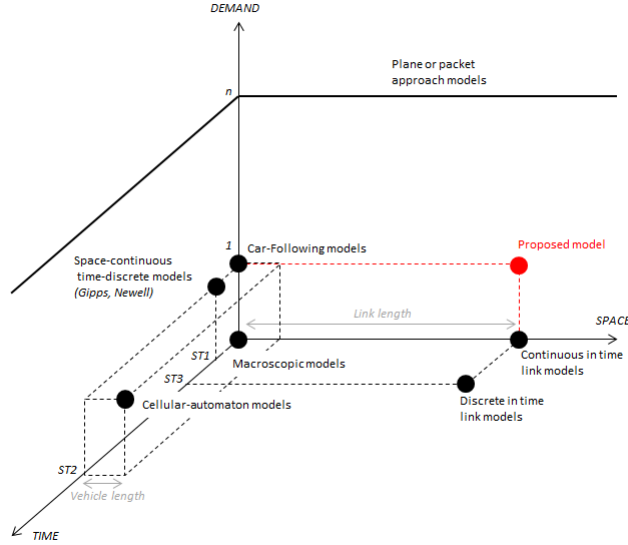 DEMAND
Plane or packet
approach models
n
1
Car-Following models
Proposed model
Space-continuous
time-discrete models
(Gipps, Newell)
Link length
SPACE
ST1
Macroscopic models
Continuous in time
link models
ST3
Cellular-automaton models
Discrete in time
link models
ST2
Vehicle length
TIME